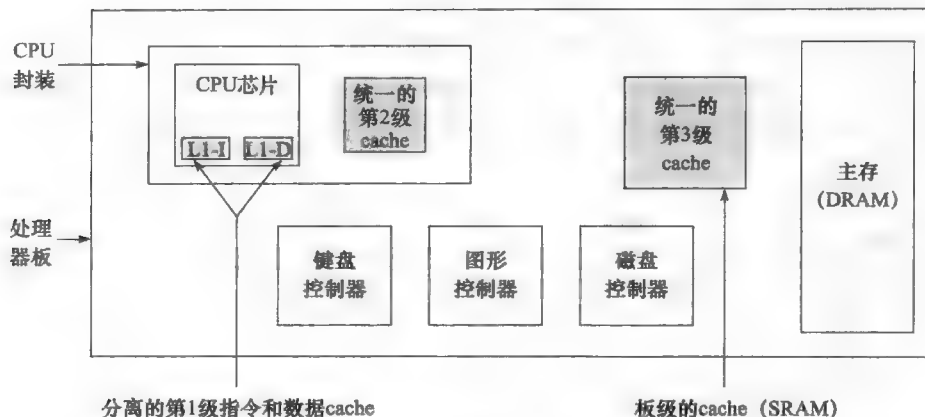 CPU
封装
CPU芯片
L1-I
L1-D
统一的
第2级
cache
统一的
第3级
cache
主存
(DRAM)
处理
器板
键盘
控制器
图形
控制器
磁盘
控制器
分离的第1级指令和数据cache
板级的cache（SRAM）